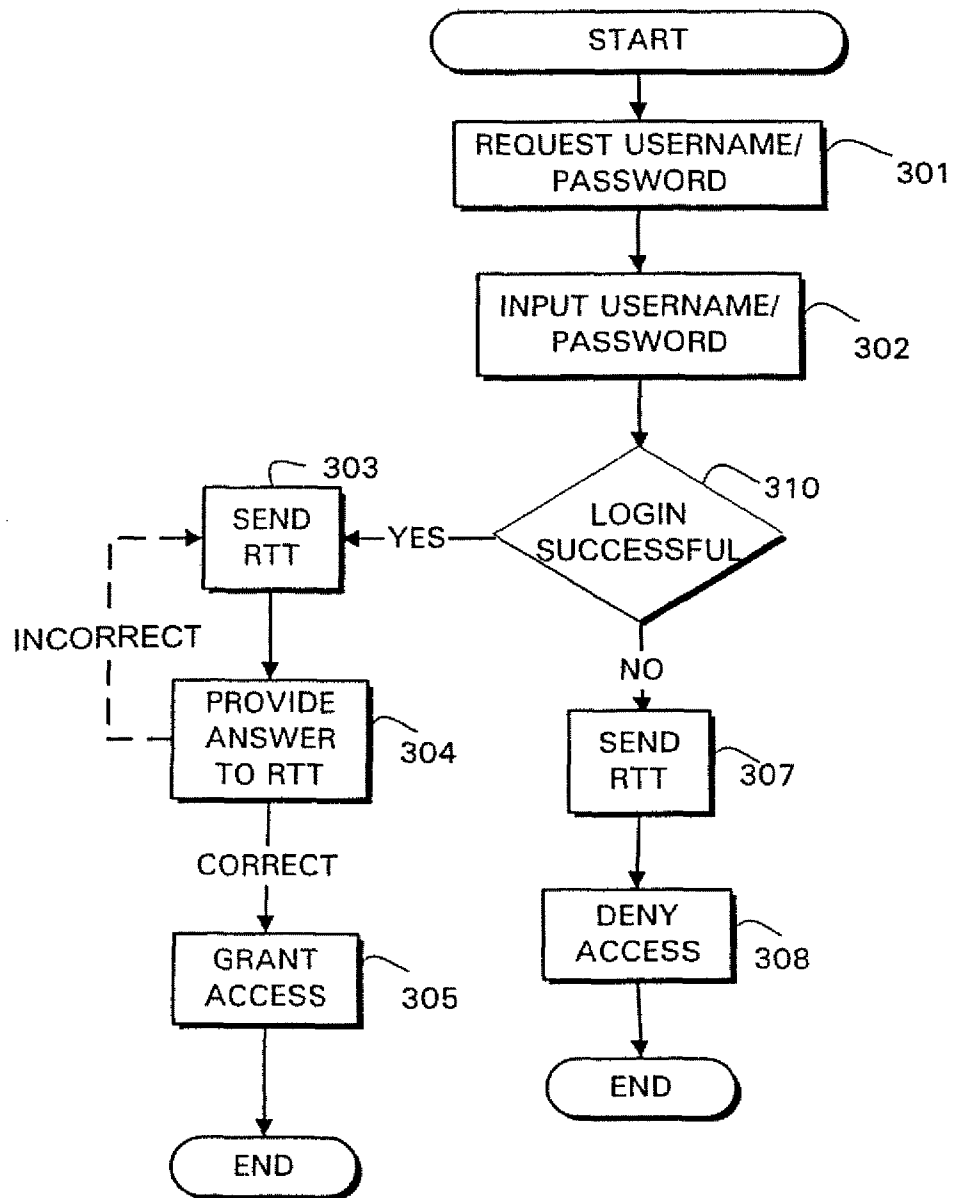 START
REQUEST USERNAME/
PASSWORD
301
INPUT USERNAME/
PASSWORD
302
LOGIN
SUCCESSFUL
310
YES
303
SEND
RTT
INCORRECT
PROVIDE
ANSWER
TO RTT
304
CORRECT
GRANT
ACCESS
305
END
NO
SEND
RTT
307
DENY
ACCESS
308
END